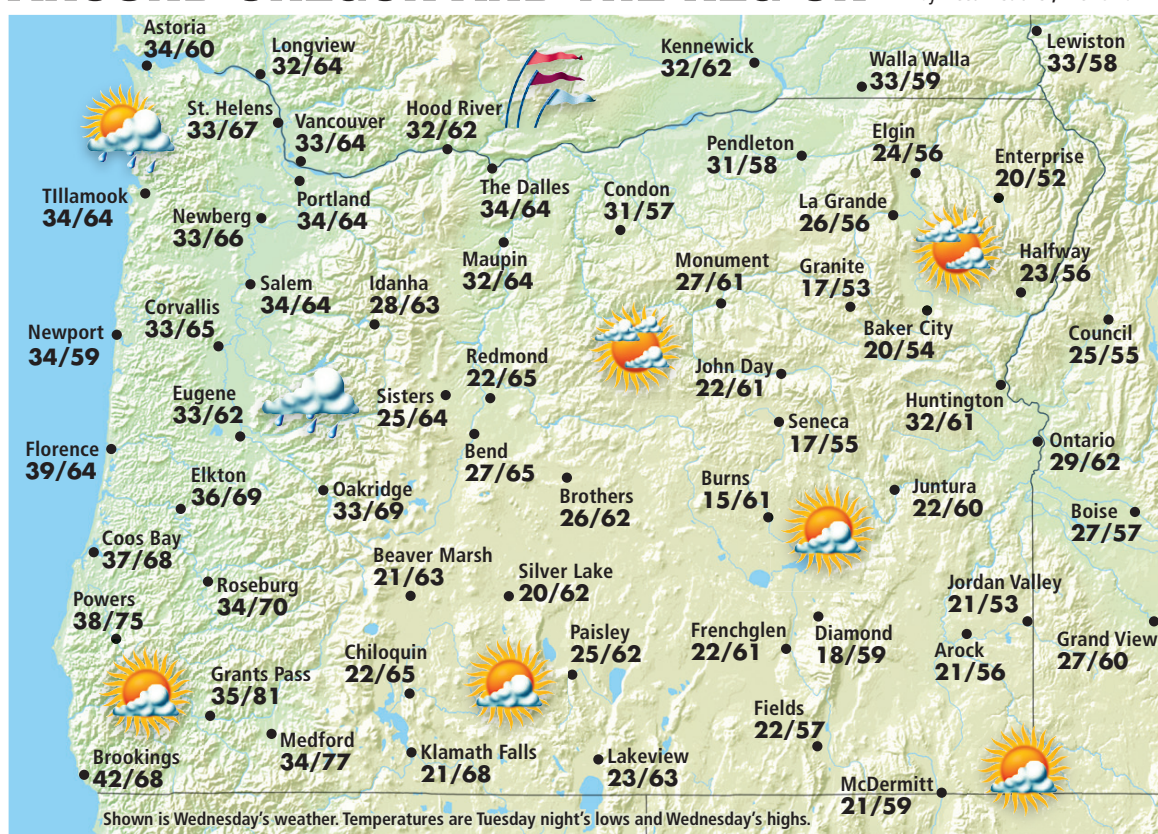 Astoria
34/60
Longview
32/64
Kennewick
32/62
Walla Walla
33/59
Lewiston
33/58
St. Helens
33/67
Vancouver
33/64
Hood River
32/62
Pendleton
31/58
Elgin
24/56
Enterprise
20/52
TIllamook
34/64
Newberg
33/66
Portland
34/64
The Dalles
34/64
Condon
31/57
La Grande
26/56
Maupin
32/64
Monument
27/61
Granite
17/53
Halfway
23/56
Salem
34/64
Idanha
28/63
Corvallis
33/65
Newport
34/59
Baker City
20/54
Council
25/55
Redmond
22/65
John Day
22/61
Eugene
33/62
Sisters
25/64
Huntington
32/61
Seneca
17/55
Florence
39/64
Bend
27/65
Ontario
29/62
Elkton
36/69
Oakridge
33/69
Brothers
26/62
Burns
15/61
Juntura
22/60
Boise
27/57
Coos Bay
37/68
Beaver Marsh
21/63
Silver Lake
20/62
Roseburg
34/70
Jordan Valley
21/53
Powers
38/75
Paisley
25/62
Frenchglen
22/61
Diamond
18/59
Arock
21/56
Grand View
27/60
Chiloquin
22/65
Grants Pass
35/81
Fields
22/57
Medford
34/77
Klamath Falls
21/68
Lakeview
23/63
Brookings
42/68
McDermitt
21/59
Shown is Wednesday's weather. Temperatures are Tuesday night's lows and Wednesday's highs.